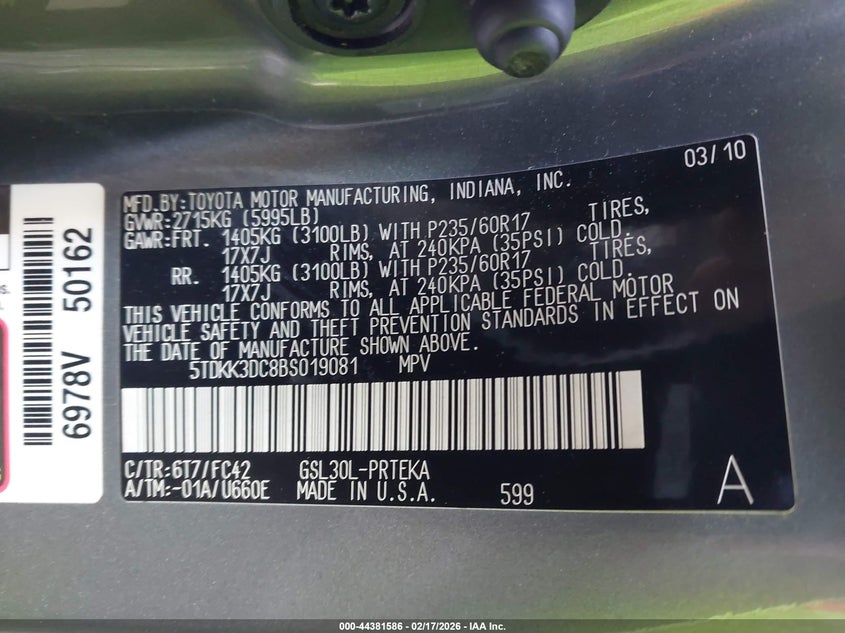 03/10
MFD.BY:TOYOTA MOTOR MANUFACTURING, INDIANA, INC.
GVWR:2715KG (5995LB)
GAWR:FRT. 1405KG (3100LB) WITH P235/60R17 TIRES,
17X7J RIMS, AT 240KPA (35PSI) COLD.
RR. 1405KG (3100LB) WITH P235/60R17 TIRES,
17X7J RIMS, AT 240KPA (35PSI) COLD.
THIS VEHICLE CONFORMS TO ALL APPLICABLE FEDERAL MOTOR
VEHICLE SAFETY AND THEFT PREVENTION STANDARDS IN EFFECT ON
THE DATE OF MANUFACTURE SHOWN ABOVE.
5TDKK3DC8BS019081 MPV
C/TR:6T7/FC42 GSL30L-PRTEKA
A/TM:-01A/U660E MADE IN U.S.A. 599 A
6978V 50162
000-44381586 - 02/17/2026 - IAA Inc.